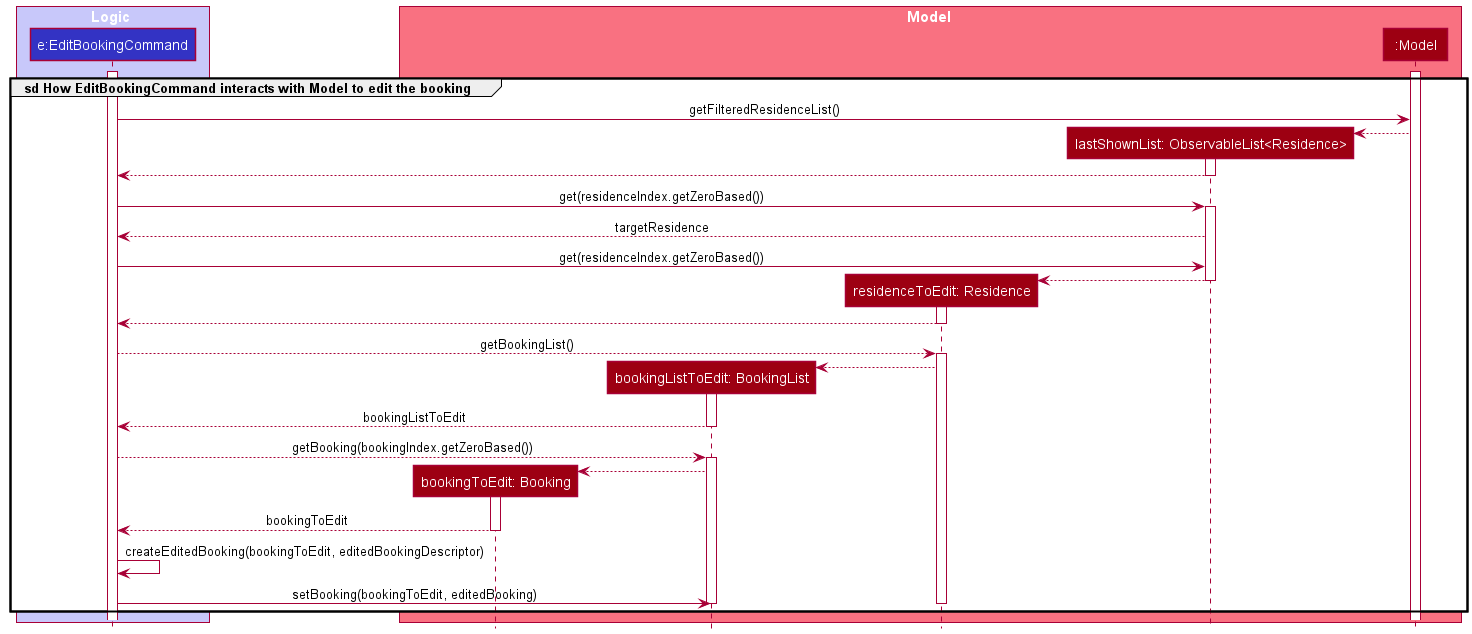 Logic
Model
e:EditBookingCommand
:Model
sd How EditBookingCommand interacts with Model to edit the booking
getFilteredResidenceList()
lastShownList: ObservableList<Residence>
get(residenceIndex.getZeroBased())
targetResidence
get(residenceIndex.getZeroBased())
residenceToEdit: Residence
getBookingList()
bookingListToEdit: BookingList
bookingListToEdit
getBooking(bookingIndex.getZeroBased())
bookingToEdit: Booking
bookingToEdit
createEditedBooking(bookingToEdit, editedBookingDescriptor)
setBooking(bookingToEdit, editedBooking)